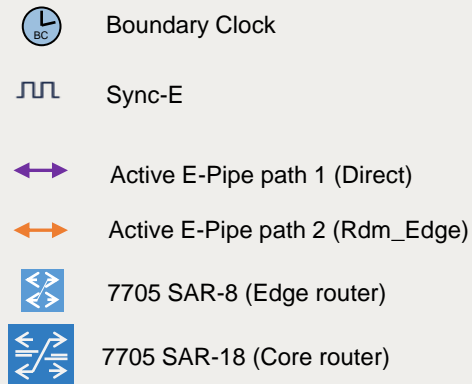 BC
Boundary Clock
Sync-E
Active E-Pipe path 1 (Direct)
Active E-Pipe path 2 (Rdm_Edge)
7705 SAR-8 (Edge router)
7705 SAR-18 (Core router)